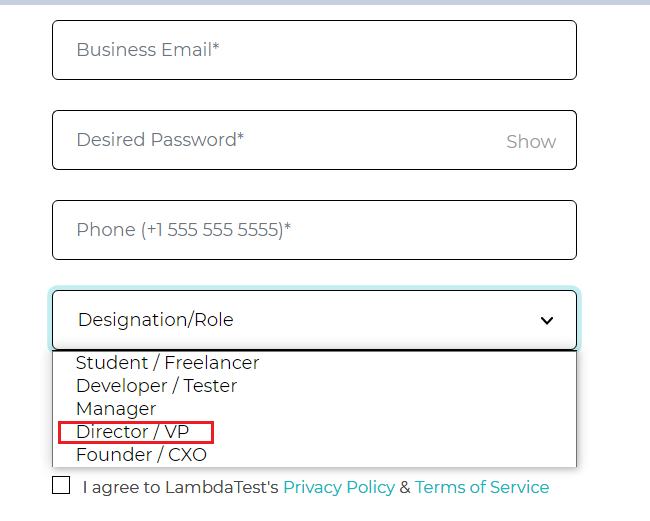 Business Email*
Desired Password*
Show
Phone (+1 555 555 5555)*
Designation/Role
Student / Freelancer
Developer / Tester
Manager
Director / VP
Founder / CXO
I agree to LambdaTest's Privacy Policy & Terms of Service